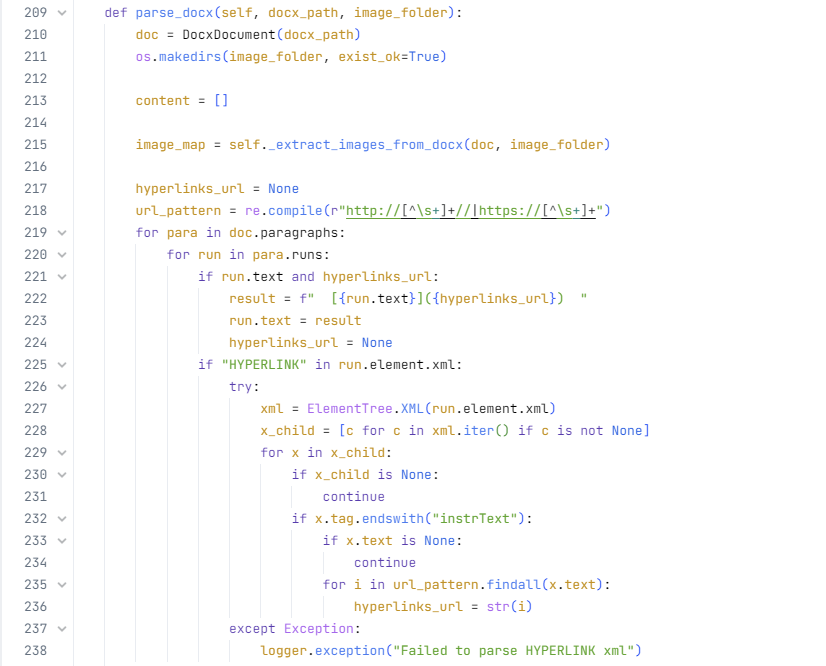 209 def parse_docx(self, docx_path, image_folder):
210 doc = DocxDocument(docx_path)
211 os.makedirs(image_folder, exist_ok=True)
212
213 content = []
214
215 image_map = self._extract_images_from_docx(doc, image_folder)
216
217 hyperlinks_url = None
218 url_pattern = re.compile(r"http://[^\s+]+//|https://[^\s+]+")
219 for para in doc.paragraphs:
220 for run in para.runs:
221 if run.text and hyperlinks_url:
222 result = f"  [{run.text}]({hyperlinks_url})  "
223 run.text = result
224 hyperlinks_url = None
225 if "HYPERLINK" in run.element.xml:
226 try:
227 xml = ElementTree.XML(run.element.xml)
228 x_child = [c for c in xml.iter() if c is not None]
229 for x in x_child:
230 if x_child is None:
231 continue
232 if x.tag.endswith("instrText"):
233 if x.text is None:
234 continue
235 for i in url_pattern.findall(x.text):
236 hyperlinks_url = str(i)
237 except Exception:
238 logger.exception("Failed to parse HYPERLINK xml")